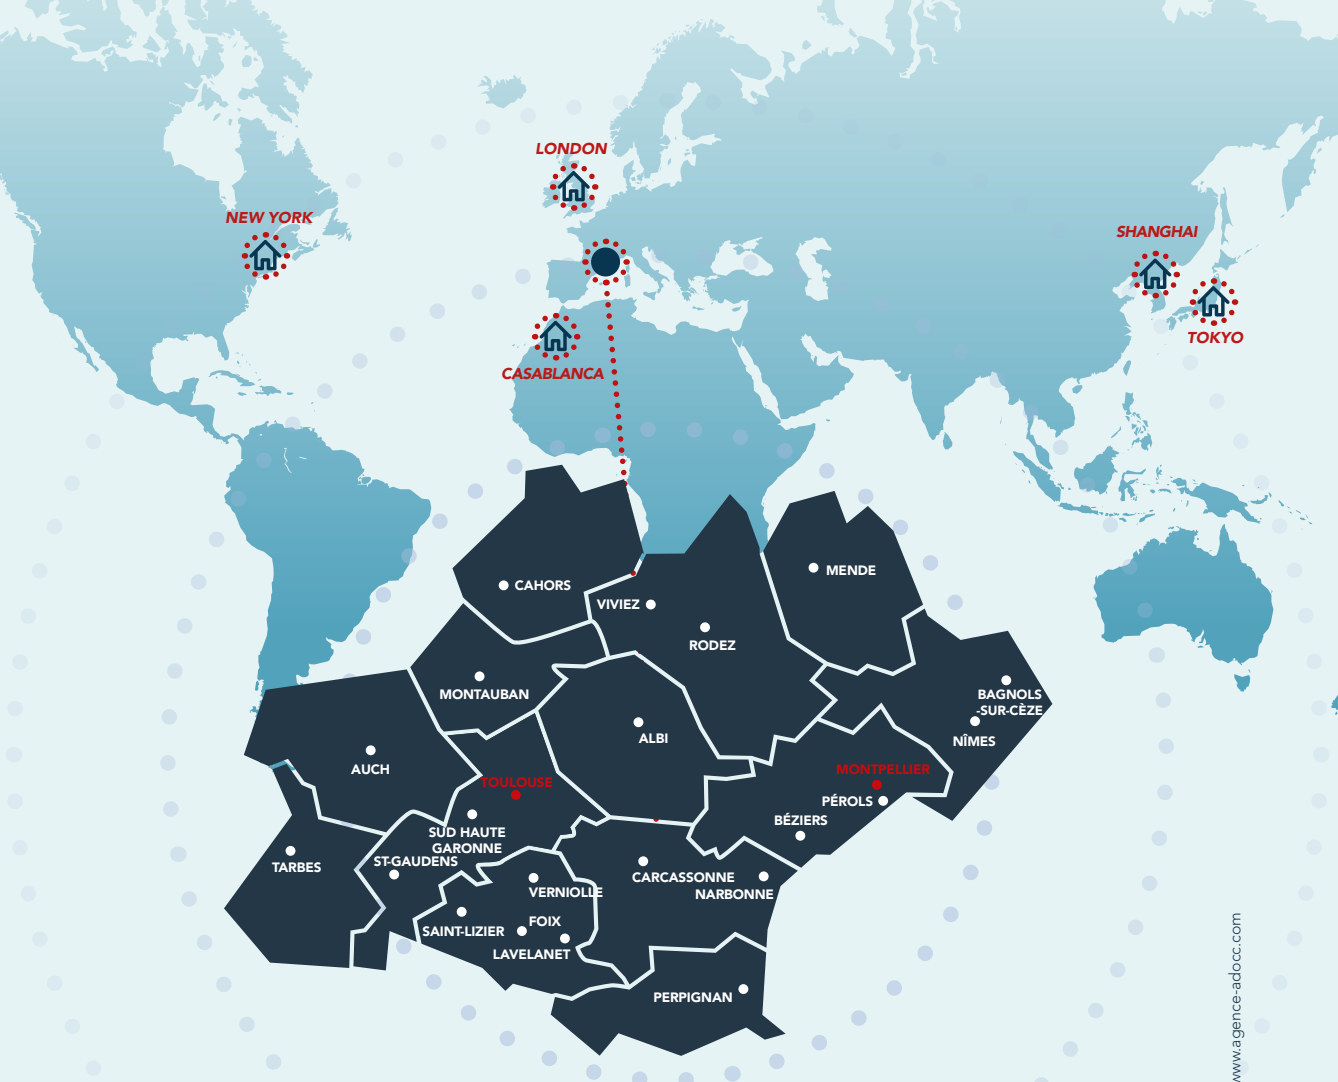 LONDON
NEW YORK
SHANGHAI
TOKYO
CASABLANCA
CAHORS
MENDE
VIVIEZ
RODEZ
MONTAUBAN
BAGNOLS
-SUR-CÈZE
ALBI
NÎMES
AUCH
MONTPELLIER
TOULOUSE
PÉROLS
BÉZIERS
SUD HAUTE
GARONNE
ST-GAUDENS
TARBES
CARCASSONNE
VERNIOLLE
NARBONNE
FOIX
SAINT-LIZIER
LAVELANET
PERPIGNAN
www.agence-adocc.com